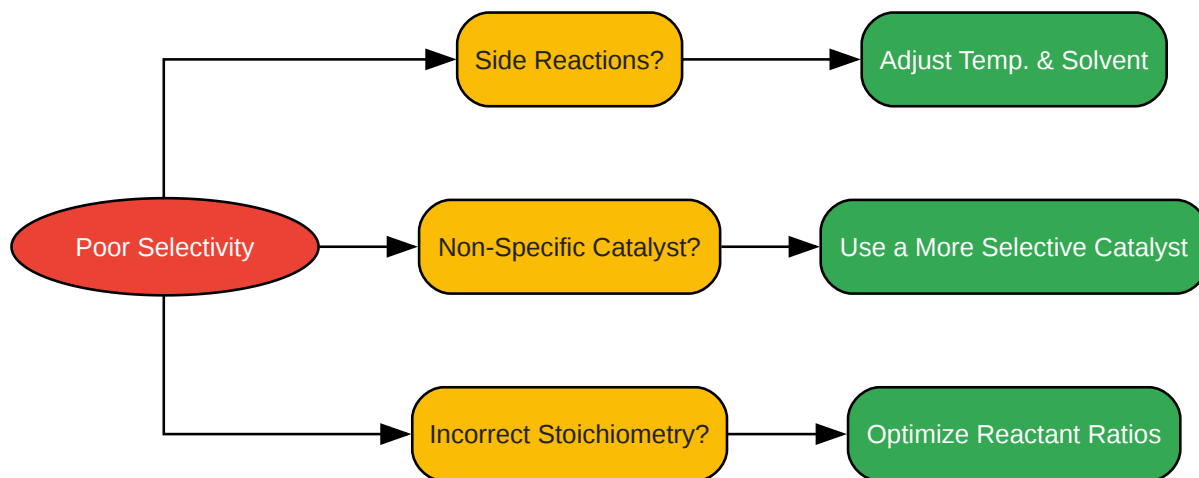 Side Reactions?
Adjust Temp. & Solvent
Poor Selectivity
Non-Specific Catalyst?
Use a More Selective Catalyst
Incorrect Stoichiometry?
Optimize Reactant Ratios